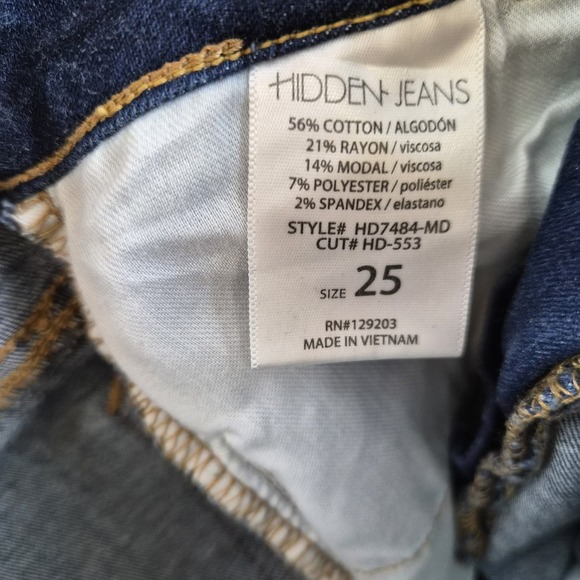 HIDDEN JEANS
56% COTTON / ALGODÓN
21% RAYON / viscosa
14% MODAL / viscosa
7% POLYESTER / poliéster
2% SPANDEX / elastano
STYLE# HD7484-MD
CUT# HD-553
SIZE 25
RN#129203
MADE IN VIETNAM